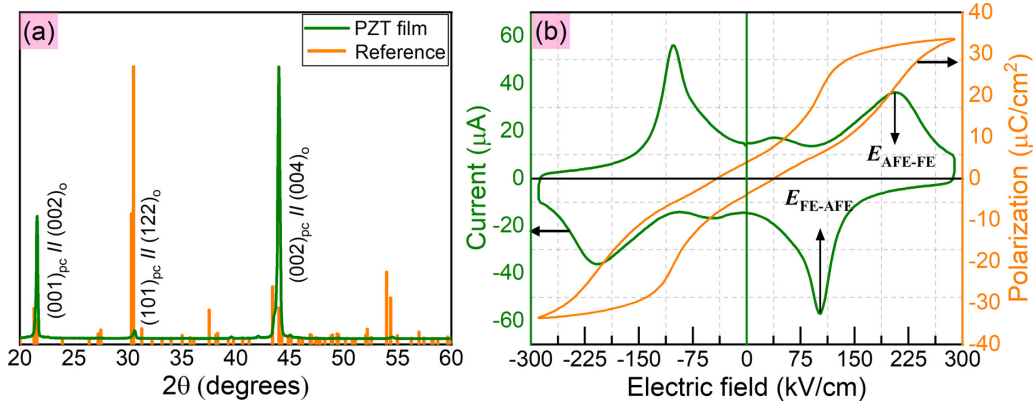 (a)
PZT film
Reference
(001)pc // (002)o
(101)pc // (122)o
(002)pc // (004)o
20 25 30 35 40 45 50 55 60
2θ (degrees)
(b)
Current (μA)
60
40
20
0
-20
-40
-60
EAFE-FE
EFE-AFE
-300 -225 -150 -75 0 75 150 225 300
Electric field (kV/cm)
40
30
20
10
0
-10
-20
-30
-40
Polarization (μC/cm²)